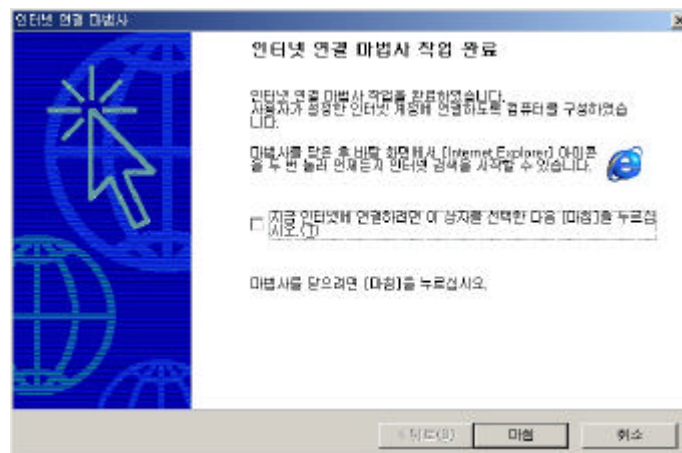 인터넷 연결 마법사
인터넷 연결 마법사 작업 완료
인터넷 연결 마법사 작업을 완료하였습니다.
사용자가 설정한 인터넷 계정에 연결하도록 컴퓨터를 구성하였습
니다.
마법사를 닫은 후 바탕 화면에서 [Internet Explorer] 아이콘
을 두 번 눌러 언제든지 인터넷 검색을 시작할 수 있습니다.
지금 인터넷에 연결하려면 이 상자를 선택한 다음 [마침]을 누르십
시오.(T)
마법사를 닫으려면 [마침]을 누르십시오.
< 뒤로(B)
마침
취소